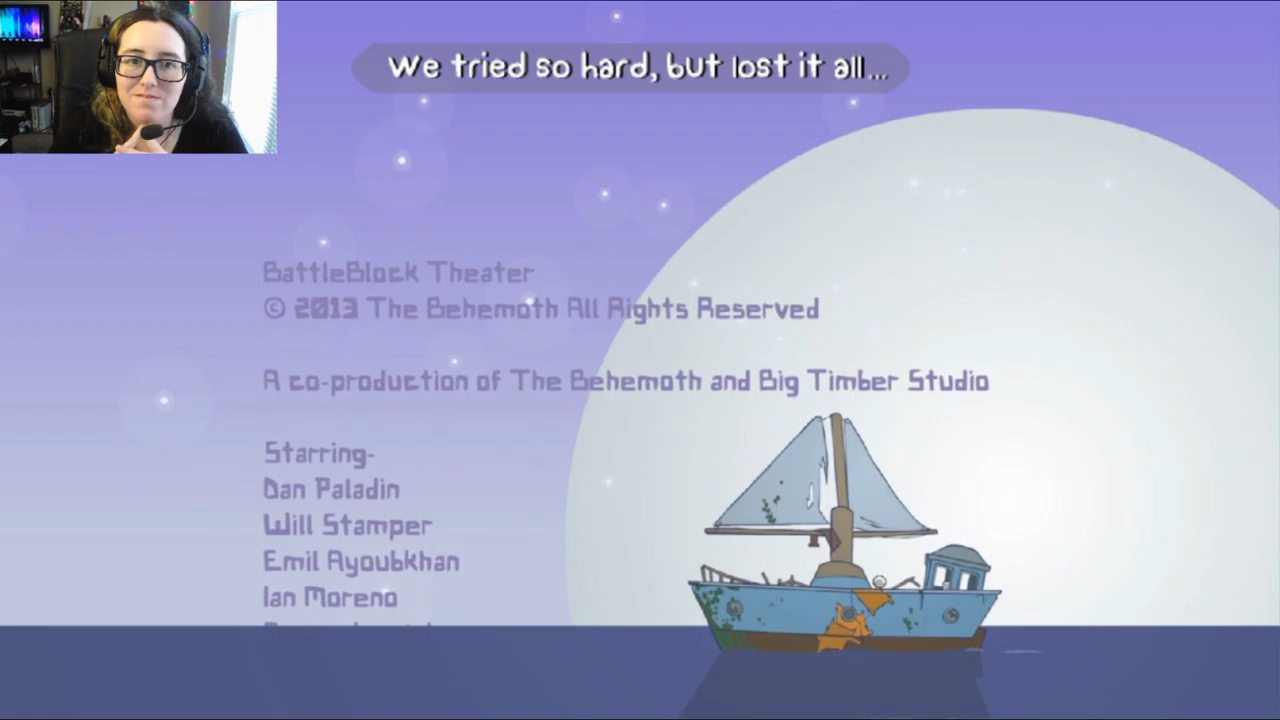 We tried so hard, but lost it all...
BattleBlock Theater
© 2013 The Behemoth All Rights Reserved
A co-production of The Behemoth and Big Timber Studio
Starring-
Dan Paladin
Will Stamper
Emil Ayoubkhan
Ian Moreno